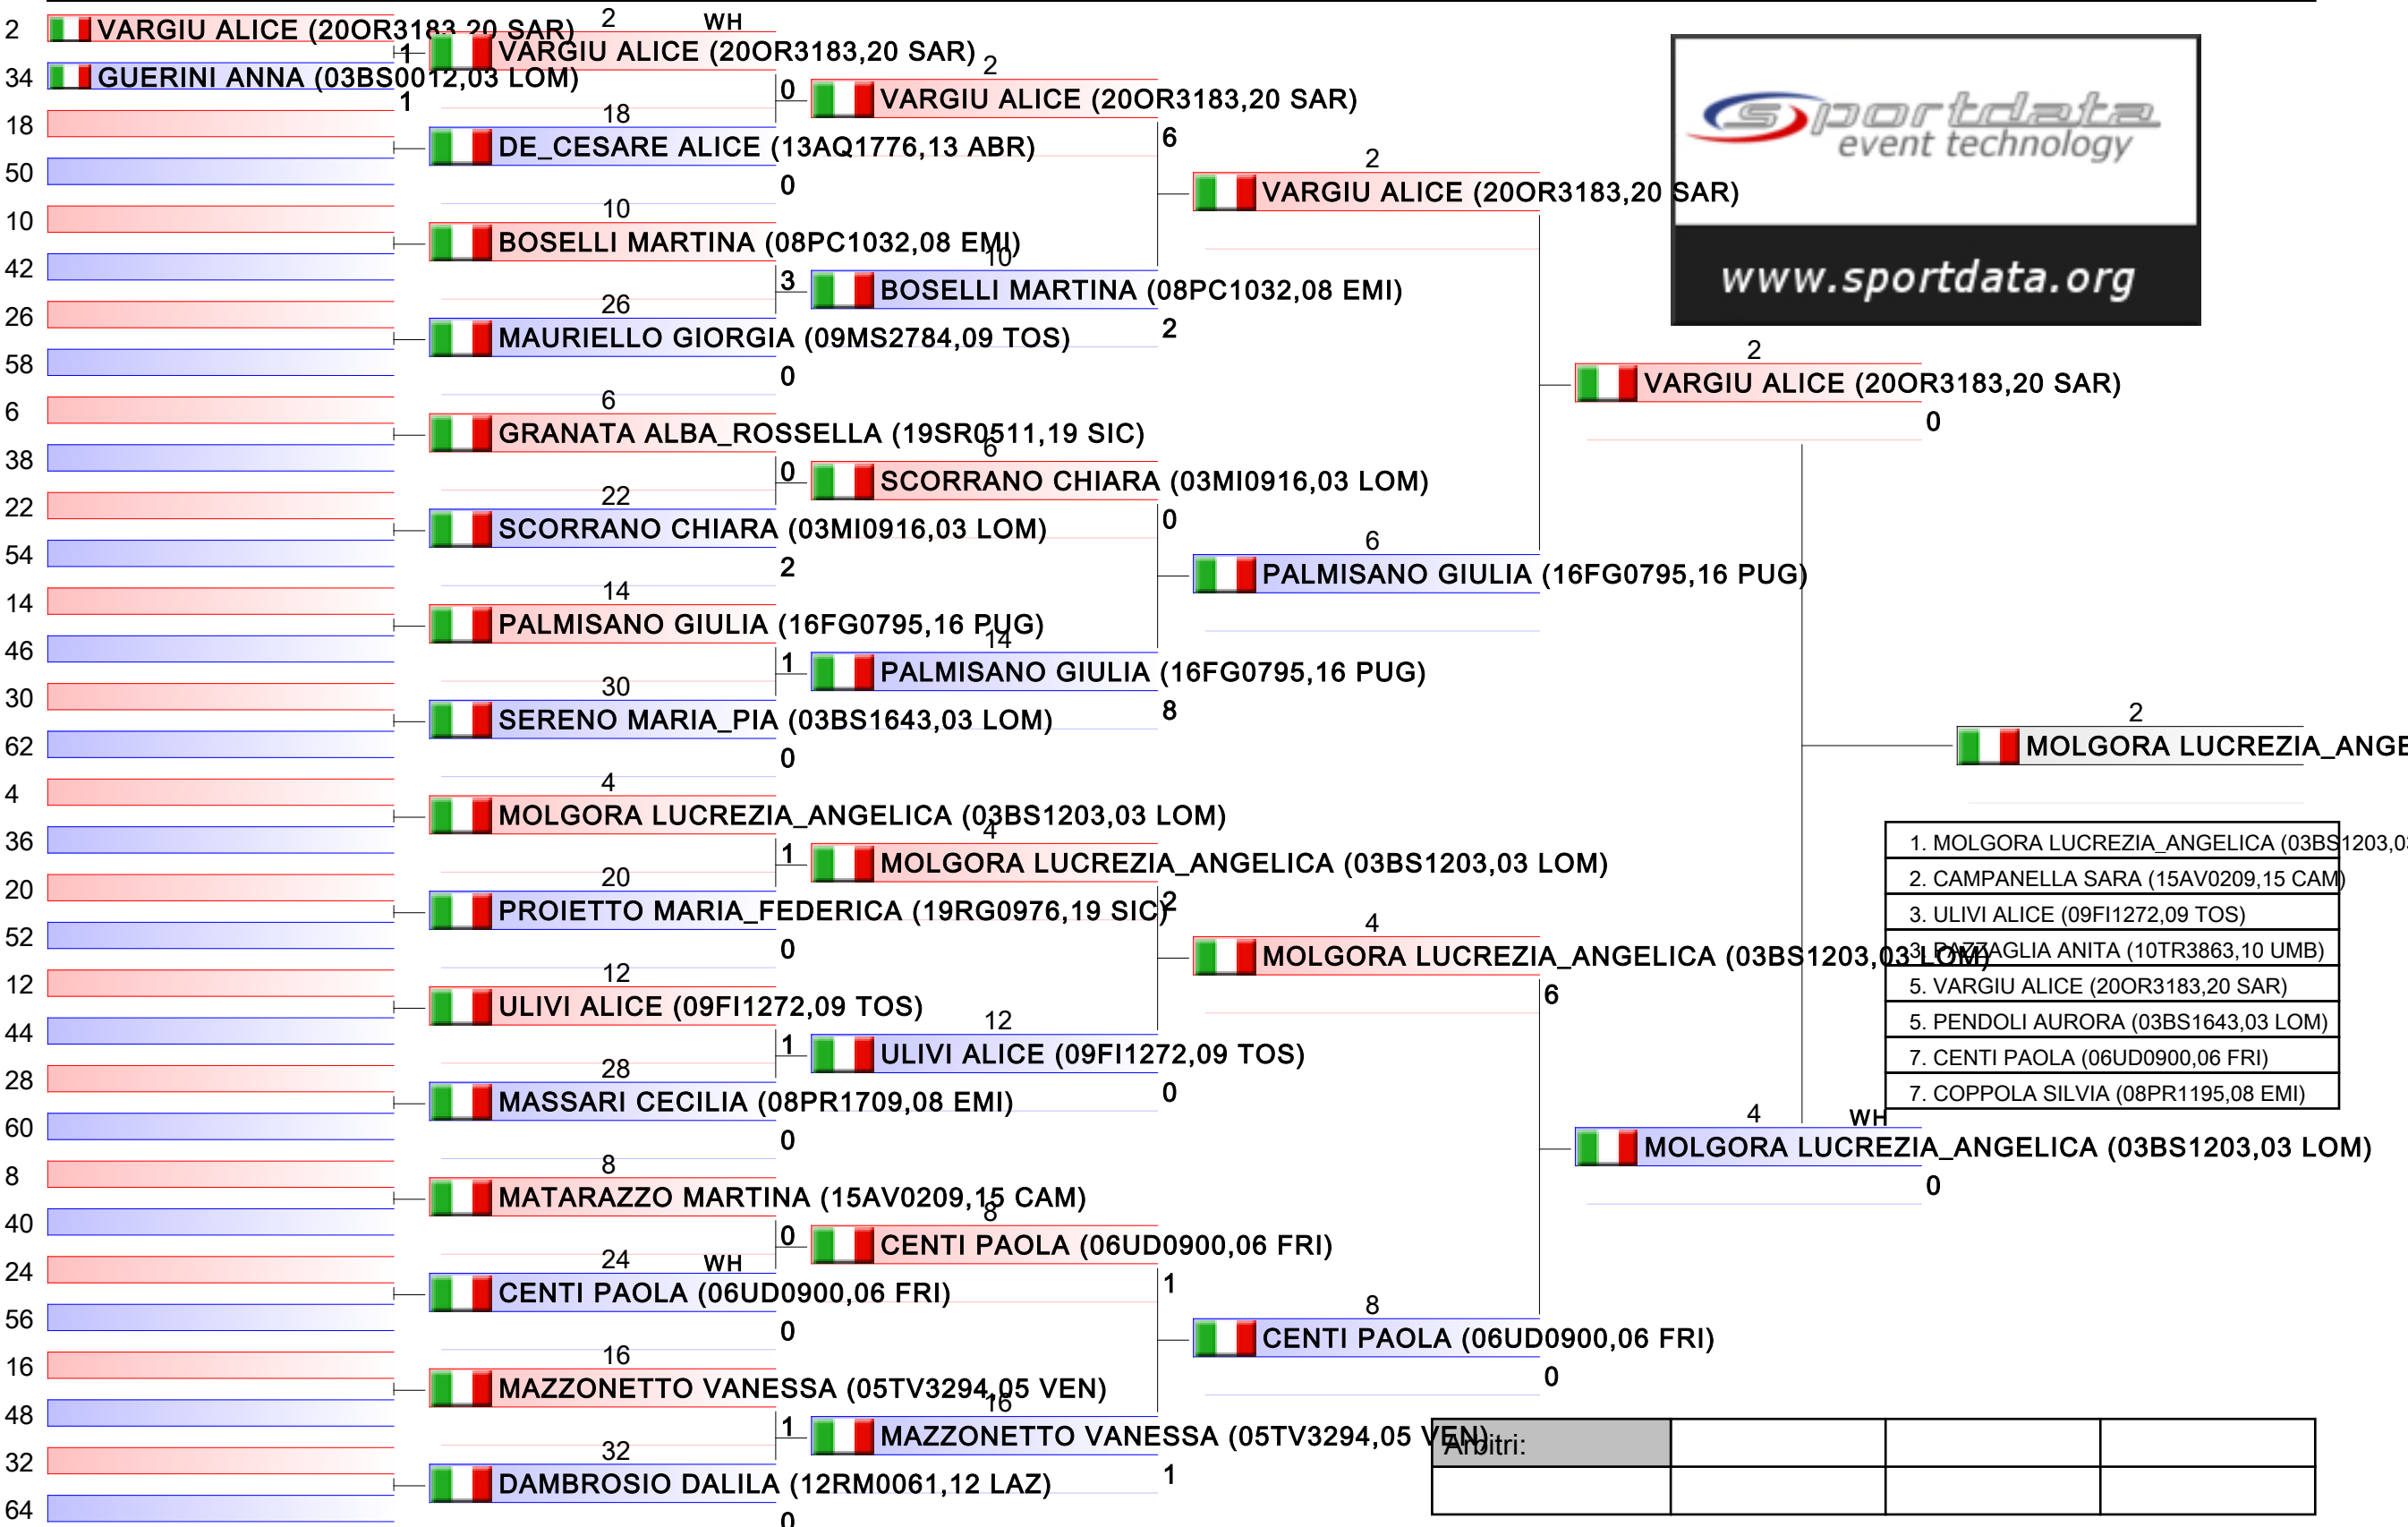 2 VARGIU ALICE (20OR3183,20 SAR)
1
34 GUERINI ANNA (03BS0012,03 LOM)
1
18
50
10
42
26
58
6
38
22
54
14
46
30
62
4
36
20
52
12
44
28
60
8
40
24
56
16
48
32
64
2 WH
VARGIU ALICE (20OR3183,20 SAR)
0
18
DE_CESARE ALICE (13AQ1776,13 ABR)
0
10
BOSELLI MARTINA (08PC1032,08 EMI)
3
26
MAURIELLO GIORGIA (09MS2784,09 TOS)
0
6
GRANATA ALBA_ROSSELLA (19SR0511,19 SIC)
0
22
SCORRANO CHIARA (03MI0916,03 LOM)
2
14
PALMISANO GIULIA (16FG0795,16 PUG)
1
30
SERENO MARIA_PIA (03BS1643,03 LOM)
0
4
MOLGORA LUCREZIA_ANGELICA (03BS1203,03 LOM)
1
20
PROIETTO MARIA_FEDERICA (19RG0976,19 SIC)
0
12
ULIVI ALICE (09FI1272,09 TOS)
1
28
MASSARI CECILIA (08PR1709,08 EMI)
0
8
MATARAZZO MARTINA (15AV0209,15 CAM)
0
24 WH
CENTI PAOLA (06UD0900,06 FRI)
0
16
MAZZONETTO VANESSA (05TV3294,05 VEN)
1
32
DAMBROSIO DALILA (12RM0061,12 LAZ)
0
2
VARGIU ALICE (20OR3183,20 SAR)
6
10
BOSELLI MARTINA (08PC1032,08 EMI)
2
6
SCORRANO CHIARA (03MI0916,03 LOM)
0
14
PALMISANO GIULIA (16FG0795,16 PUG)
8
4
MOLGORA LUCREZIA_ANGELICA (03BS1203,03 LOM)
2
12
ULIVI ALICE (09FI1272,09 TOS)
0
8
CENTI PAOLA (06UD0900,06 FRI)
1
16
MAZZONETTO VANESSA (05TV3294,05 VEN)
1
2
VARGIU ALICE (20OR3183,20 SAR)
6
PALMISANO GIULIA (16FG0795,16 PUG)
4
MOLGORA LUCREZIA_ANGELICA (03BS1203,03 LOM)
6
8
CENTI PAOLA (06UD0900,06 FRI)
0
sportdata
event technology
www.sportdata.org
2
VARGIU ALICE (20OR3183,20 SAR)
0
4 WH
MOLGORA LUCREZIA_ANGELICA (03BS1203,03 LOM)
0
2
MOLGORA LUCREZIA_ANGE
1. MOLGORA LUCREZIA_ANGELICA (03BS1203,03
2. CAMPANELLA SARA (15AV0209,15 CAM)
3. ULIVI ALICE (09FI1272,09 TOS)
3. PAZZAGLIA ANITA (10TR3863,10 UMB)
5. VARGIU ALICE (20OR3183,20 SAR)
5. PENDOLI AURORA (03BS1643,03 LOM)
7. CENTI PAOLA (06UD0900,06 FRI)
7. COPPOLA SILVIA (08PR1195,08 EMI)
Arbitri: